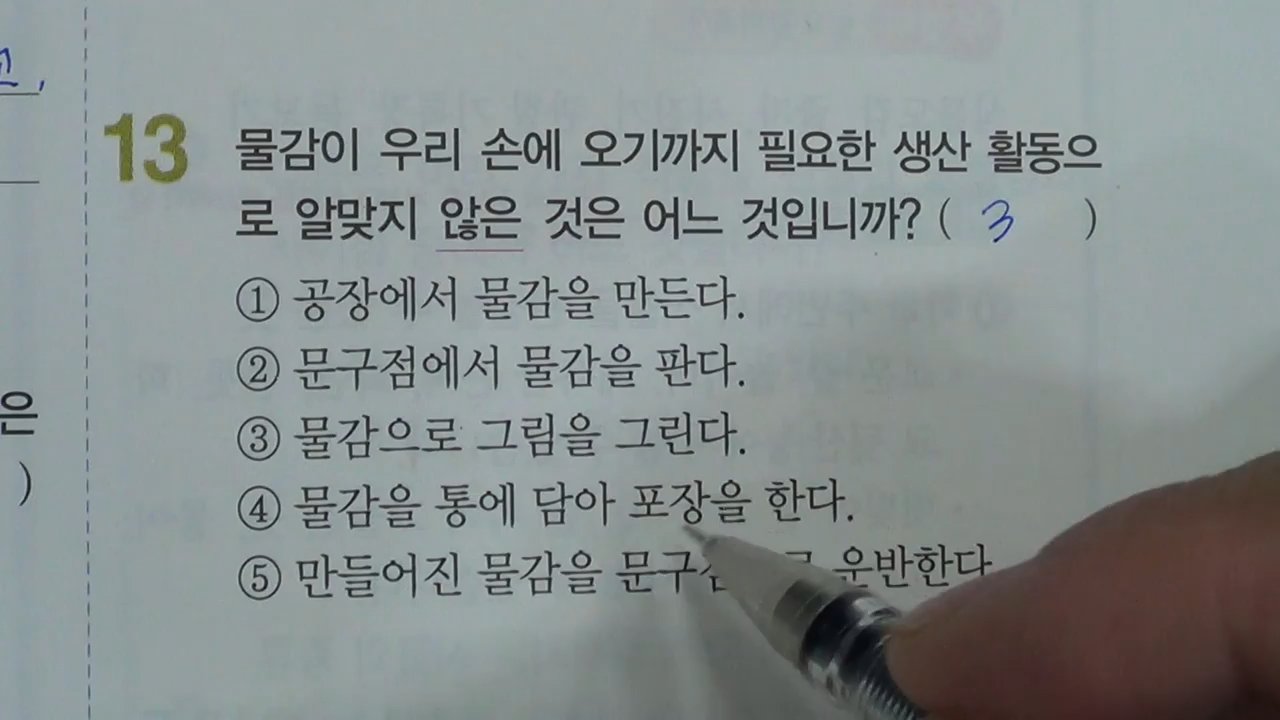 13 물감이 우리 손에 오기까지 필요한 생산 활동으
로 알맞지 않은 것은 어느 것입니까? ( 3 )
① 공장에서 물감을 만든다.
② 문구점에서 물감을 판다.
③ 물감으로 그림을 그린다.
④ 물감을 통에 담아 포장을 한다.
⑤ 만들어진 물감을 운반한다
은
)